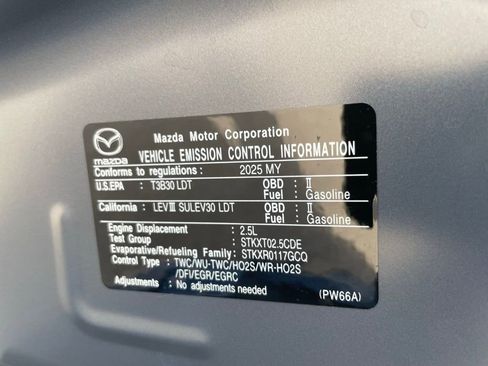 Mazda Motor Corporation
mazda VEHICLE EMISSION CONTROL INFORMATION
Conforms to regulations: 2025 MY
U.S.EPA : T3B30 LDT OBD : II
Fuel : Gasoline
California : LEVⅢ SULEV30 LDT OBD : II
Fuel : Gasoline
Engine Displacement : 2.5L
Test Group : STKXT02.5CDE
Evaporative/Refueling Family: STKXR0117GCQ
Control Type : TWC/WU-TWC/HO2S/WR-HO2S
/DFI/EGR/EGRC
Adjustments : No adjustments needed
(PW66A)